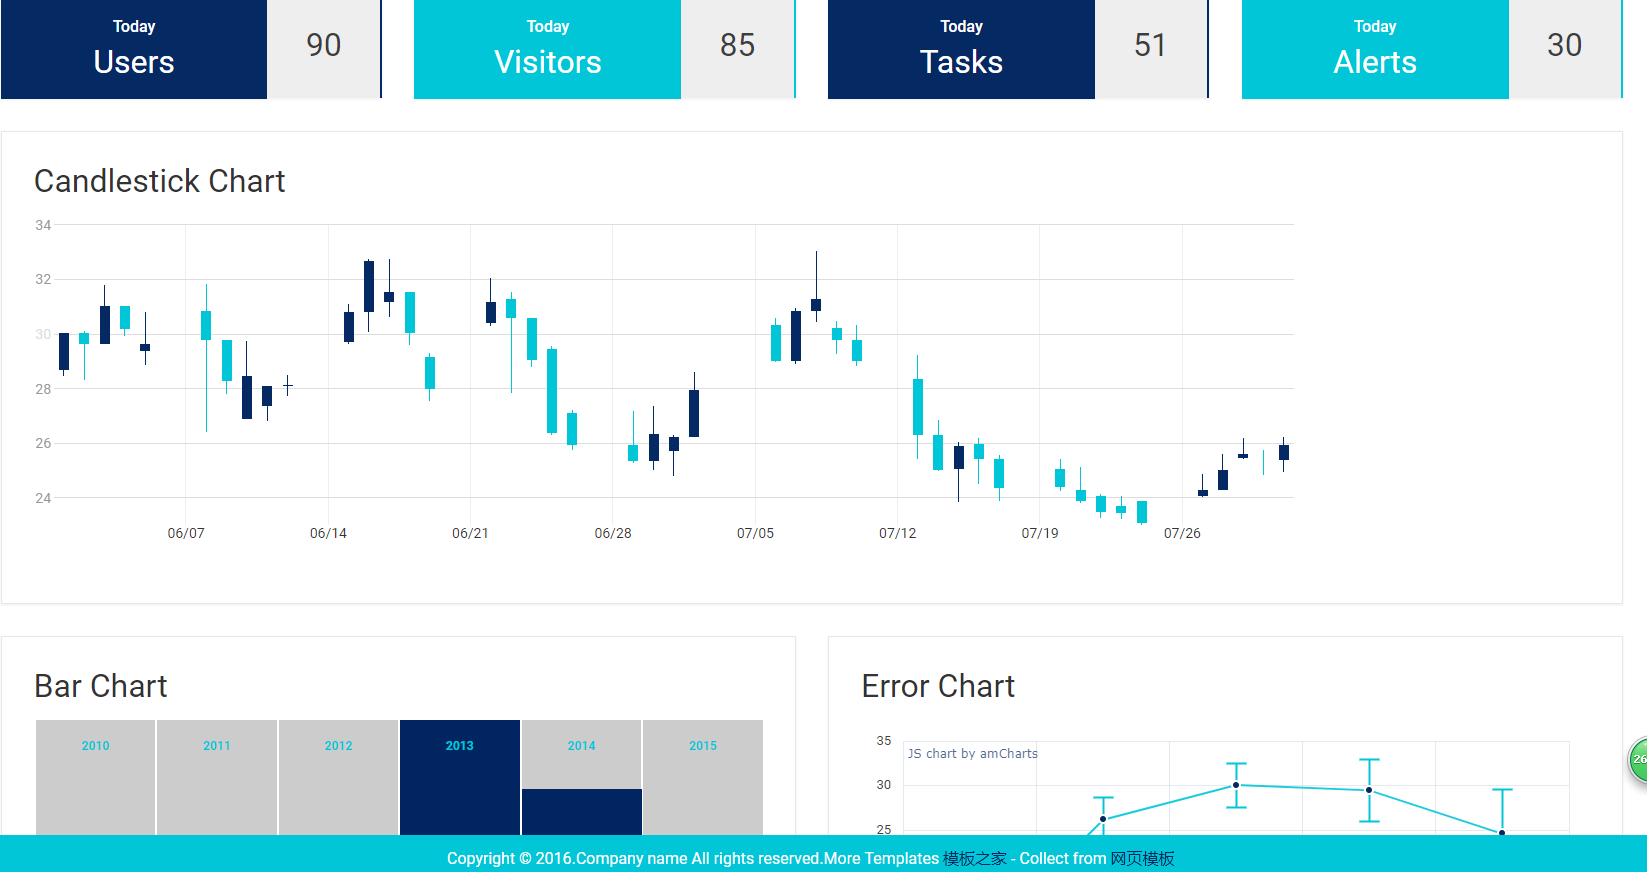 Today
Users
90
Today
Visitors
85
Today
Tasks
51
Today
Alerts
30
Candlestick Chart
34
32
30
28
26
24
06/07 06/14 06/21 06/28 07/05 07/12 07/19 07/26
Bar Chart
2010 2011 2012 2013 2014 2015
Error Chart
35
JS chart by amCharts
30
25
26
Copyright © 2016.Company name All rights reserved.More Templates 模板之家 - Collect from 网页模板